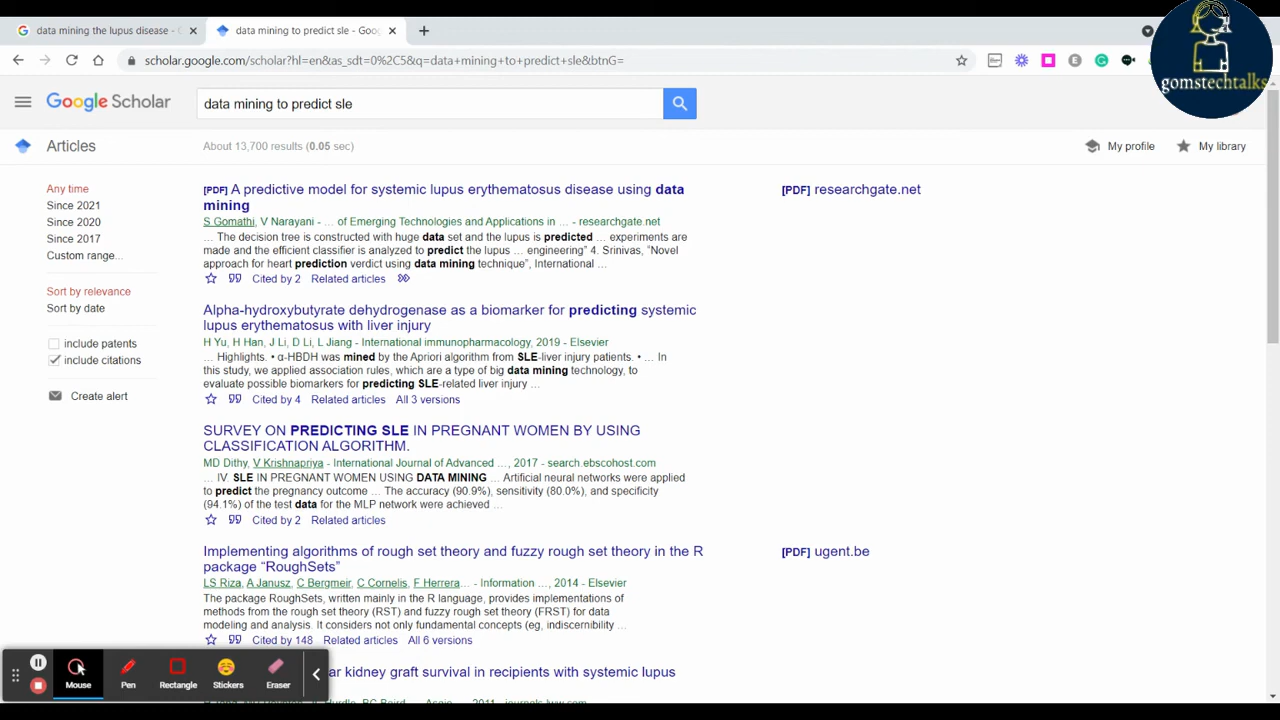 data mining the lupus disease -
data mining to predict sle - Goo
scholar.google.com/scholar?hl=en&as_sdt=0%2C5&q=data+mining+to+predict+sle&btnG=
gomstechtalks
Google Scholar
data mining to predict sle
Articles
About 13,700 results (0.05 sec)
My profile
My library
Any time
Since 2021
Since 2020
Since 2017
Custom range...
Sort by relevance
Sort by date
include patents
include citations
Create alert
[PDF] A predictive model for systemic lupus erythematosus disease using data
mining
S Gomathi, V Narayani - … of Emerging Technologies and Applications in … - researchgate.net
… The decision tree is constructed with huge data set and the lupus is predicted … experiments are
made and the efficient classifier is analyzed to predict the lupus … engineering” 4. Srinivas, “Novel
approach for heart prediction verdict using data mining technique”, International …
Cited by 2 Related articles
[PDF] researchgate.net
Alpha-hydroxybutyrate dehydrogenase as a biomarker for predicting systemic
lupus erythematosus with liver injury
H Yu, H Han, J Li, D Li, L Jiang - International immunopharmacology, 2019 - Elsevier
… Highlights. • α-HBDH was mined by the Apriori algorithm from SLE-liver injury patients. • … In
this study, we applied association rules, which are a type of big data mining technology, to
evaluate possible biomarkers for predicting SLE-related liver injury …
Cited by 4 Related articles All 3 versions
SURVEY ON PREDICTING SLE IN PREGNANT WOMEN BY USING
CLASSIFICATION ALGORITHM.
MD Dithy, V Krishnapriya - International Journal of Advanced …, 2017 - search.ebscohost.com
… IV. SLE IN PREGNANT WOMEN USING DATA MINING … Artificial neural networks were applied
to predict the pregnancy outcome … The accuracy (90.9%), sensitivity (80.0%), and specificity
(94.1%) of the test data for the MLP network were achieved …
Cited by 2 Related articles
Implementing algorithms of rough set theory and fuzzy rough set theory in the R
package “RoughSets”
LS Riza, A Janusz, C Bergmeir, C Cornelis, F Herrera… - Information …, 2014 - Elsevier
The package RoughSets, written mainly in the R language, provides implementations of
methods from the rough set theory (RST) and fuzzy rough set theory (FRST) for data
modeling and analysis. It considers not only fundamental concepts (eg, indiscernibility …
Cited by 148 Related articles All 6 versions
[PDF] ugent.be
kidney graft survival in recipients with systemic lupus
Mouse
Pen
Rectangle
Stickers
Eraser